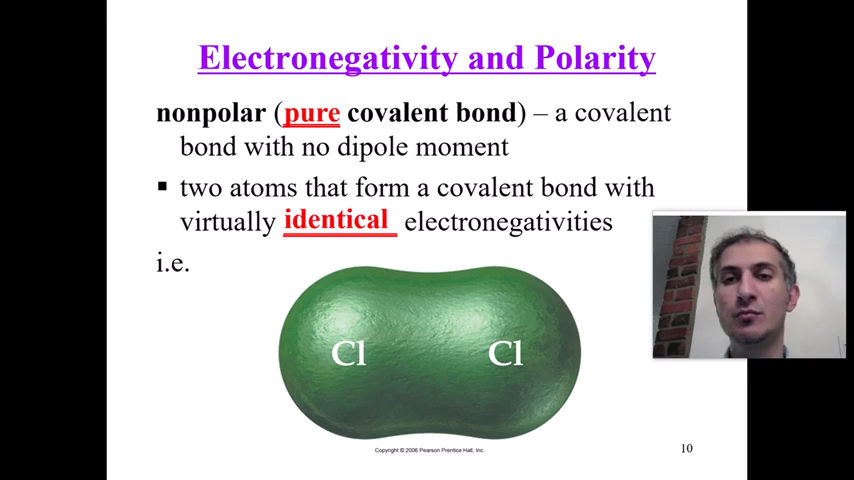 Electronegativity and Polarity
nonpolar (pure covalent bond) – a covalent
bond with no dipole moment
▪ two atoms that form a covalent bond with
virtually identical electronegativities
i.e.
Cl Cl
Copyright © 2006 Pearson Prentice Hall, Inc
10